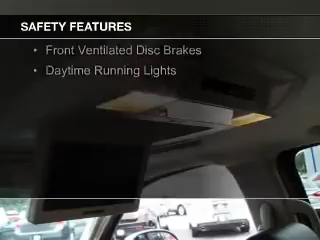 SAFETY FEATURES
• Front Ventilated Disc Brakes
• Daytime Running Lights